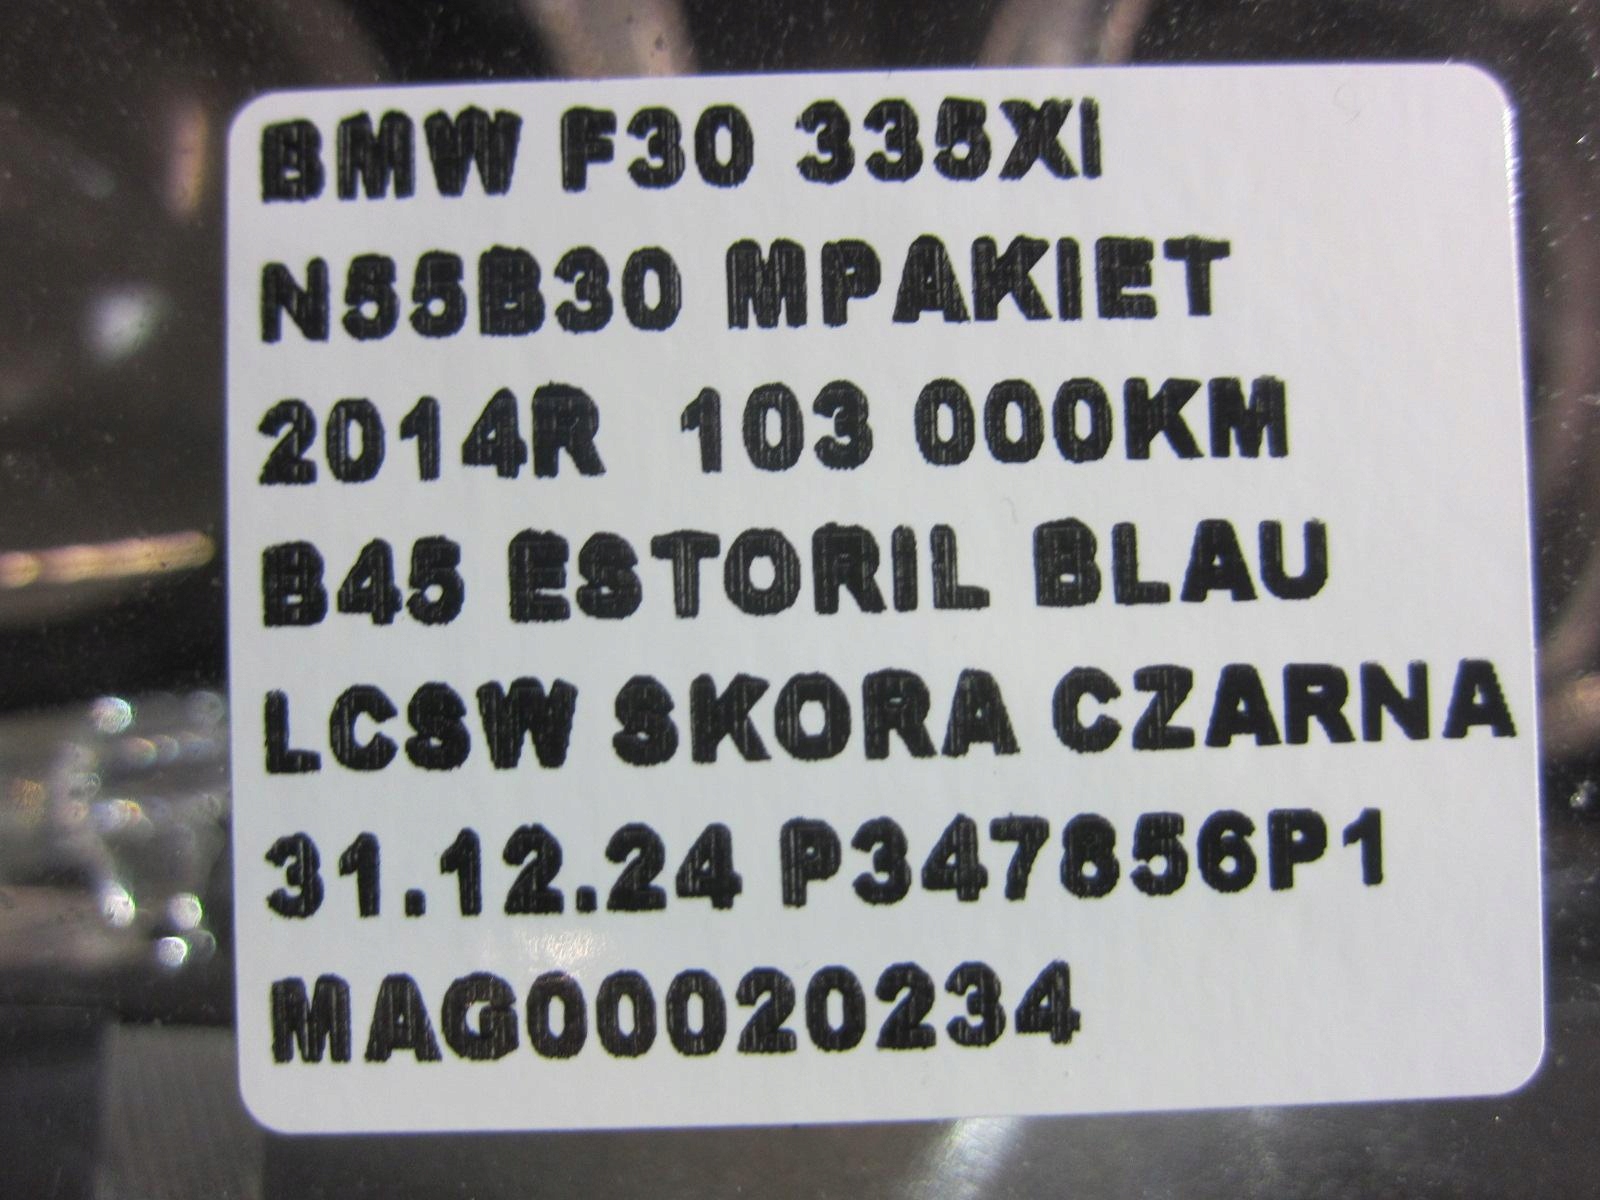 BMW F30 335XI
N55B30 MPAKIET
2014R 103 000KM
B45 ESTORIL BLAU
LCSW SKORA CZARNA
31.12.24 P347856P1
MAG00020234